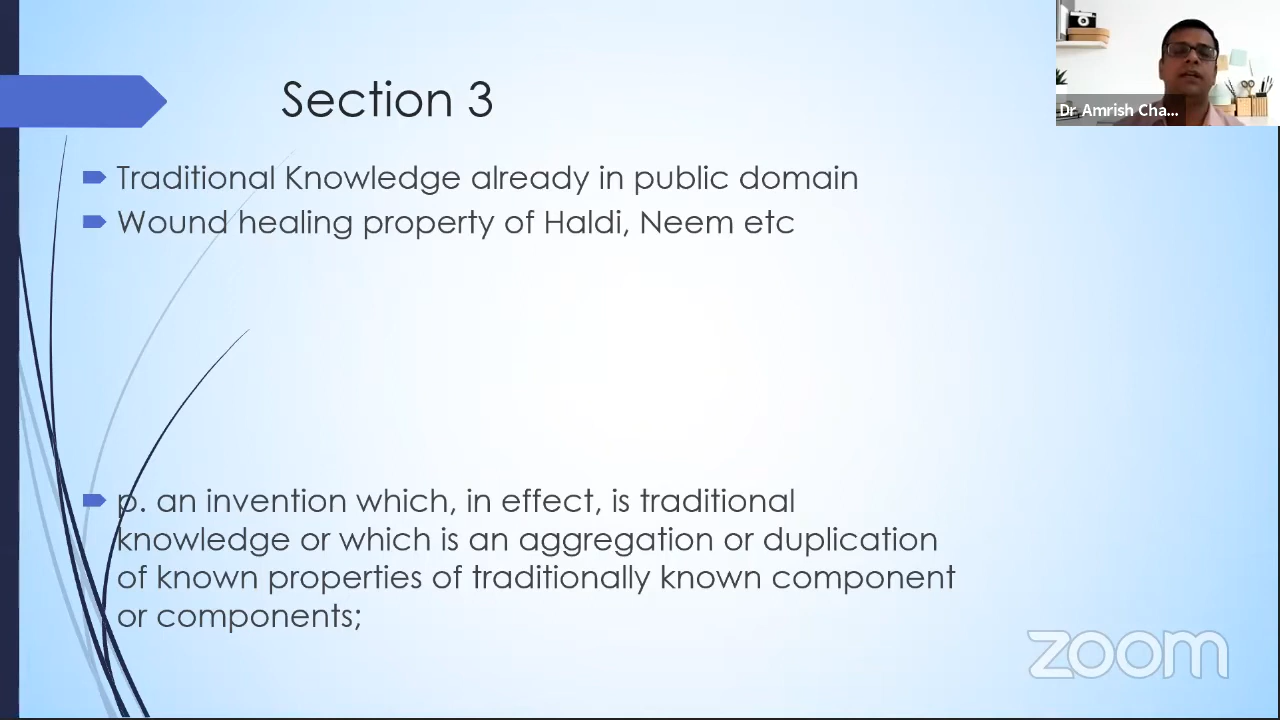 Section 3
Dr Amrish Cha...
Traditional Knowledge already in public domain
Wound healing property of Haldi, Neem etc
p. an invention which, in effect, is traditional
knowledge or which is an aggregation or duplication
of known properties of traditionally known component
or components;
zoom